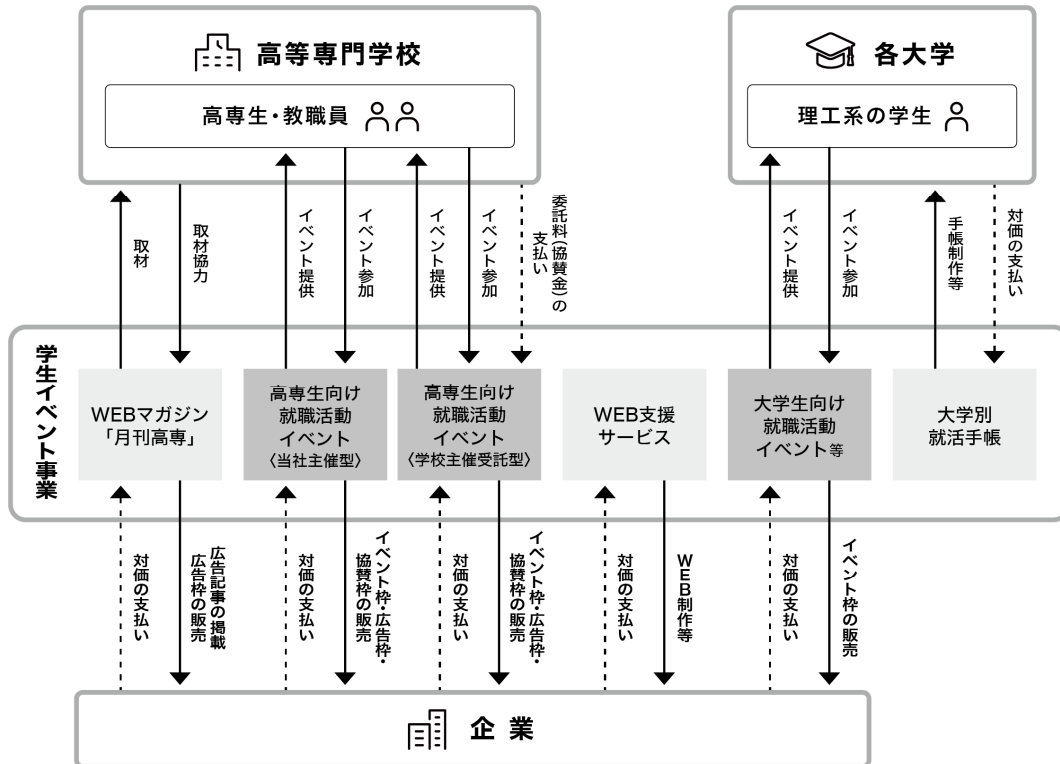 高等専門学校
高専生・教職員
各大学
理工系の学生
取材
取材協力
イベント提供
イベント参加
イベント提供
イベント参加
委託料(協賛金)の
支払い
イベント提供
イベント参加
手帳制作等
対価の支払い
学生イベント事業
WEBマガジン
「月刊高専」
高専生向け
就職活動
イベント
〈当社主催型〉
高専生向け
就職活動
イベント
〈学校主催受託型〉
WEB支援
サービス
大学生向け
就職活動
イベント等
大学別
就活手帳
対価の支払い
広告記事の掲載
広告枠の販売
対価の支払い
イベント枠・広告枠・
協賛枠の販売
対価の支払い
イベント枠・広告枠・
協賛枠の販売
対価の支払い
WEB制作等
対価の支払い
イベント枠の販売
企業